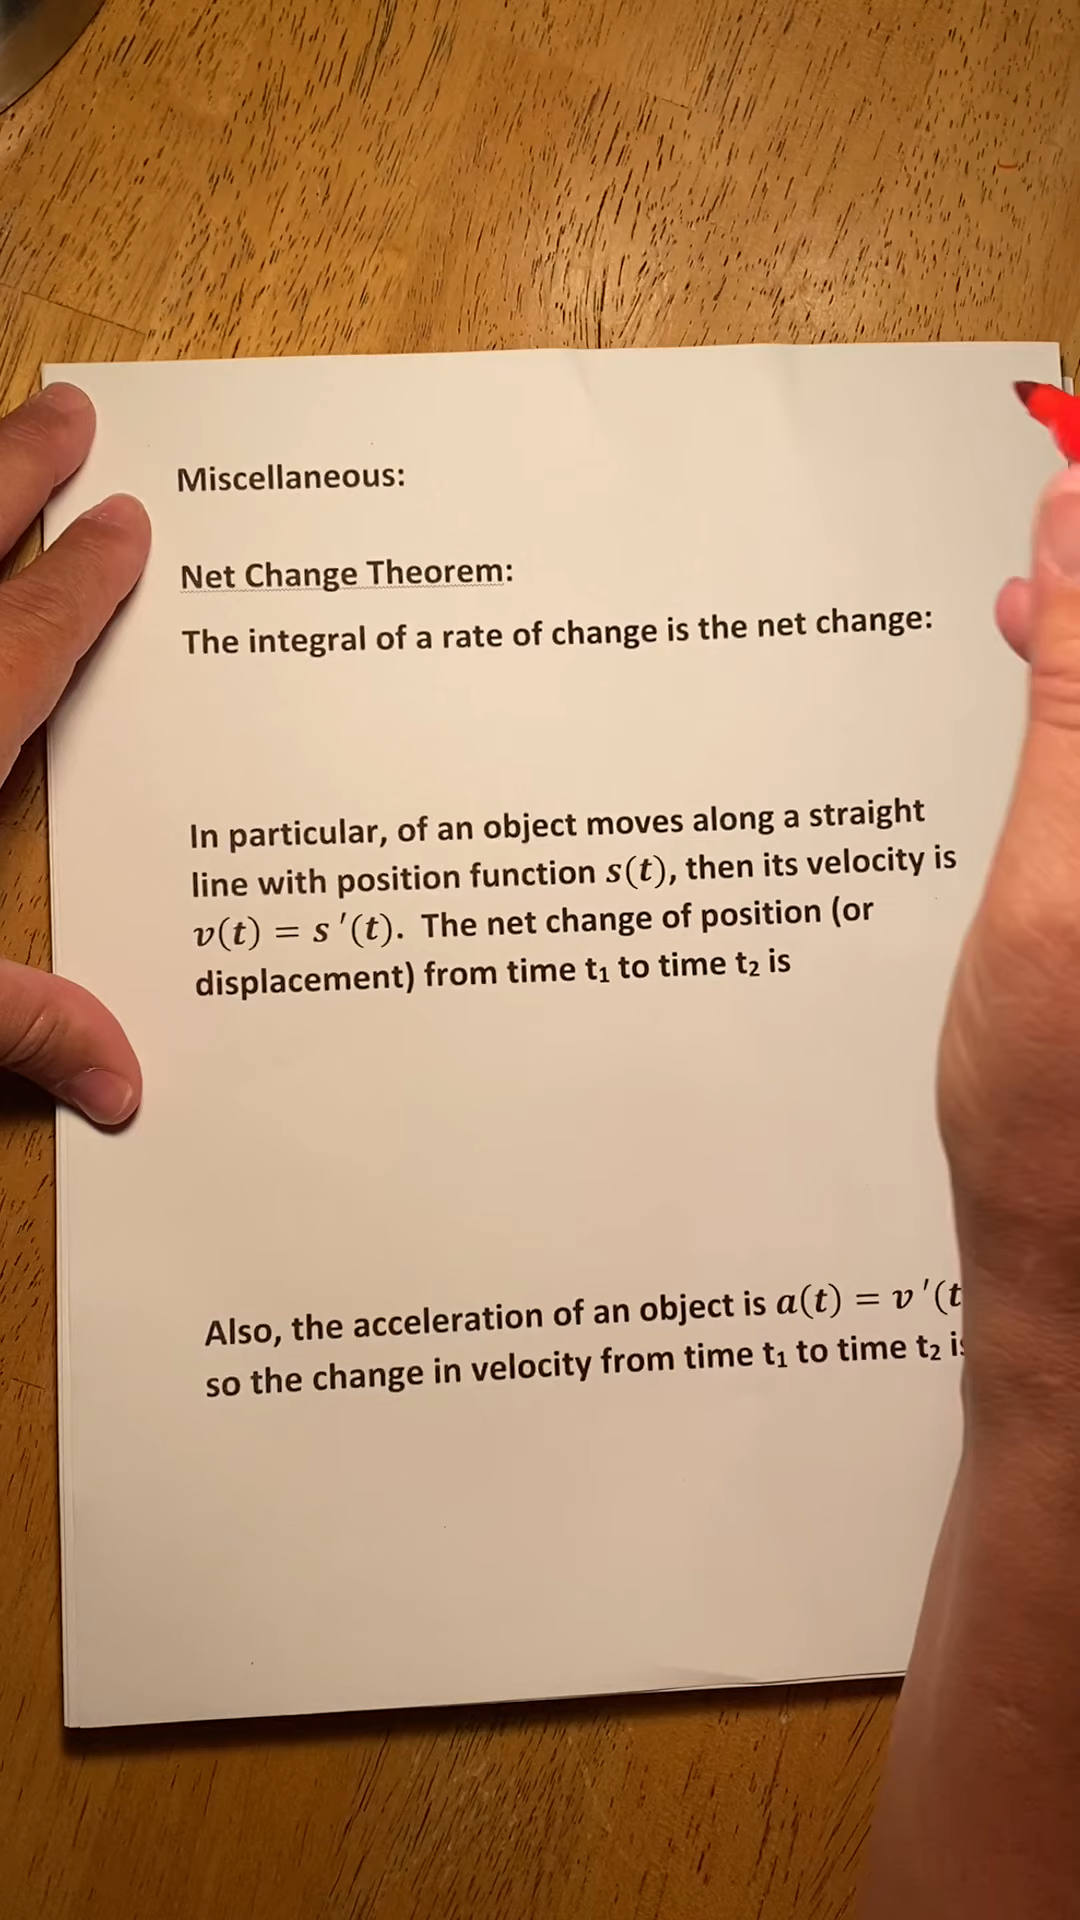 Miscellaneous:
Net Change Theorem:
The integral of a rate of change is the net change:
In particular, of an object moves along a straight
line with position function s(t), then its velocity is
v(t) = s'(t). The net change of position (or
displacement) from time t₁ to time t₂ is
Also, the acceleration of an object is a(t) = v'(t
so the change in velocity from time t₁ to time t₂ is